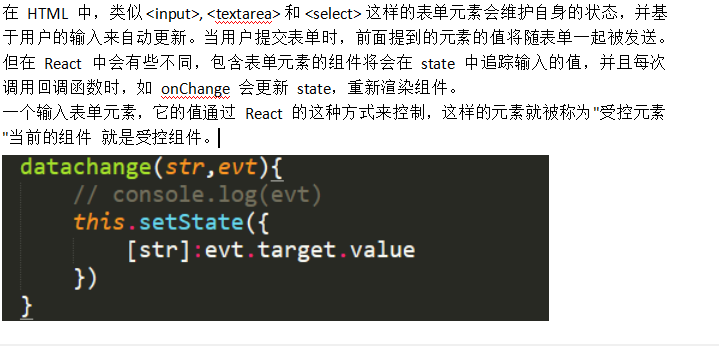 在 HTML 中，类似<input>, <textarea>和<select>这样的表单元素会维护自身的状态，并基
于用户的输入来自动更新。当用户提交表单时，前面提到的元素的值将随表单一起被发送。
但在 React 中会有些不同，包含表单元素的组件将会在 state 中追踪输入的值，并且每次
调用回调函数时，如 onChange 会更新 state，重新渲染组件。
一个输入表单元素，它的值通过 React 的这种方式来控制，这样的元素就被称为"受控元素
"当前的组件 就是受控组件。
datachange(str,evt){
// console.log(evt)
this.setState({
[str]:evt.target.value
})
}